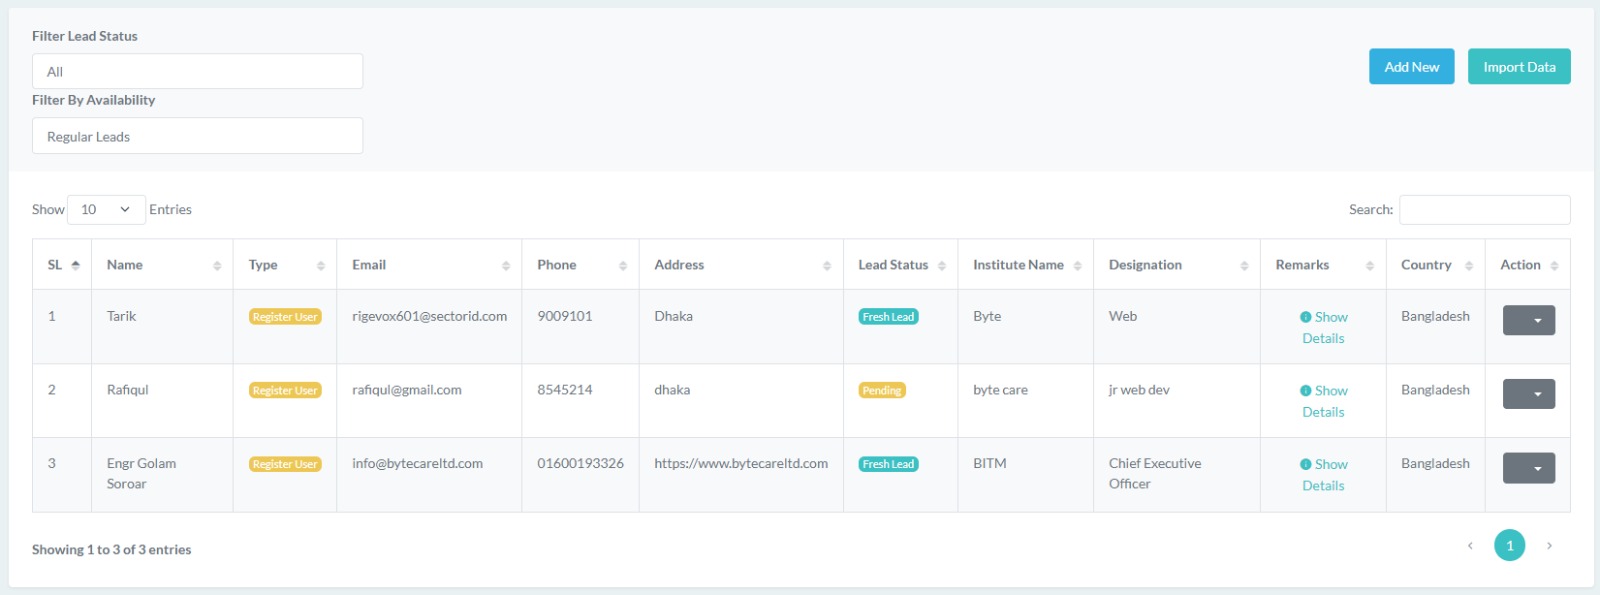 Filter Lead Status
All
Add New Import Data
Filter By Availability
Regular Leads
Show 10 Entries Search:
SL Name Type Email Phone Address Lead Status Institute Name Designation Remarks Country Action
1 Tarik Register User rigevox601@sectorid.com 9009101 Dhaka Fresh Lead Byte Web Show Bangladesh
Details
2 Rafiqul Register User rafiqul@gmail.com 8545214 dhaka Pending byte care jr web dev Show Bangladesh
Details
3 Engr Golam Register User info@bytecareltd.com 01600193326 https://www.bytecareltd.com Fresh Lead BITM Chief Executive Show Bangladesh
Soroar Officer Details
Showing 1 to 3 of 3 entries ‹ 1 ›